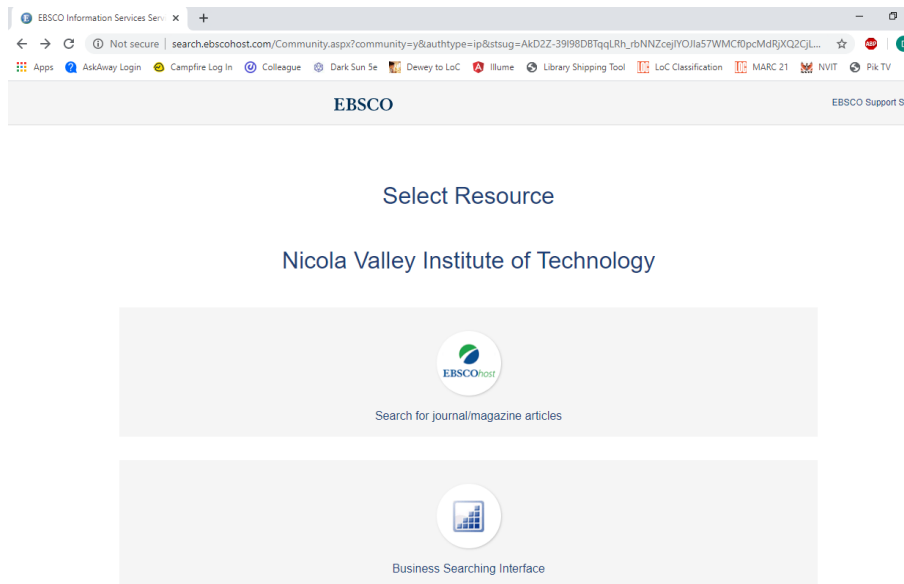 EBSCO Information Services Serv
Not secure | search.ebscohost.com/Community.aspx?community=y&authtype=ip&stsug=AkD2Z-39I98DBTqqLRh_rbNNZcejlYOJIa57WMCf0pcMdRjXQ2CjL...
ABP
Apps AskAway Login Campfire Log In Colleague Dark Sun 5e Dewey to LoC Illume Library Shipping Tool LoC Classification MARC 21 NVIT Pik TV
EBSCO EBSCO Support S
Select Resource
Nicola Valley Institute of Technology
EBSCOhost
Search for journal/magazine articles
Business Searching Interface